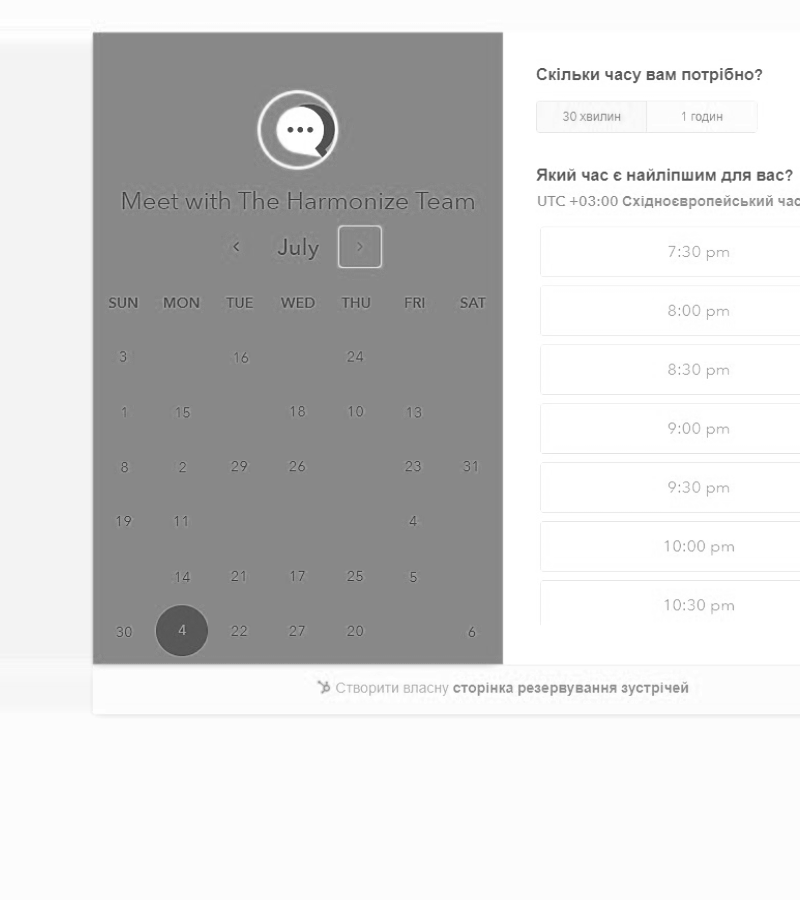 Meet with The Harmonize Team
July
SUN MON TUE WED THU FRI SAT
3 16 24
1 15 18 10 13
8 2 29 26 23 31
19 11 4
14 21 17 25 5
30 4 22 27 20 6
Скільки часу вам потрібно?
30 хвилин 1 годин
Який час є найліпшим для вас?
UTC +03:00 Східноєвропейський час
7:30 pm
8:00 pm
8:30 pm
9:00 pm
9:30 pm
10:00 pm
10:30 pm
Створити власну сторінка резервування зустрічей